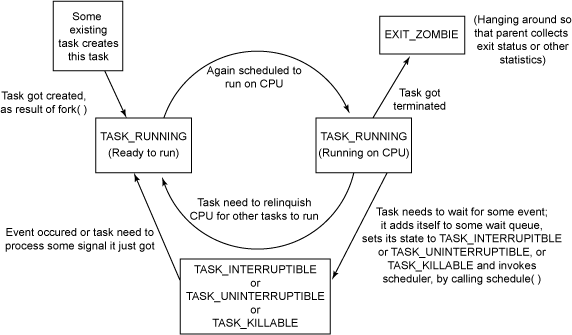 Some
existing
task creates
this task
EXIT_ZOMBIE
(Hanging around so
that parent collects
exit status or other
statistics)
Again scheduled to
run on CPU
Task got created,
as result of fork( )
Task got
terminated
TASK_RUNNING
(Ready to run)
TASK_RUNNING
(Running on CPU)
Task need to relinquish
CPU for other tasks to run
Event occured or task need to
process some signal it just got
Task needs to wait for some event;
it adds itself to some wait queue,
sets its state to TASK_INTERRUPITBLE
or TASK_UNINTERRUPTIBLE, or
TASK_KILLABLE and invokes
scheduler, by calling schedule( )
TASK_INTERRUPTIBLE
or
TASK_UNINTERRUPTIBLE
or
TASK_KILLABLE